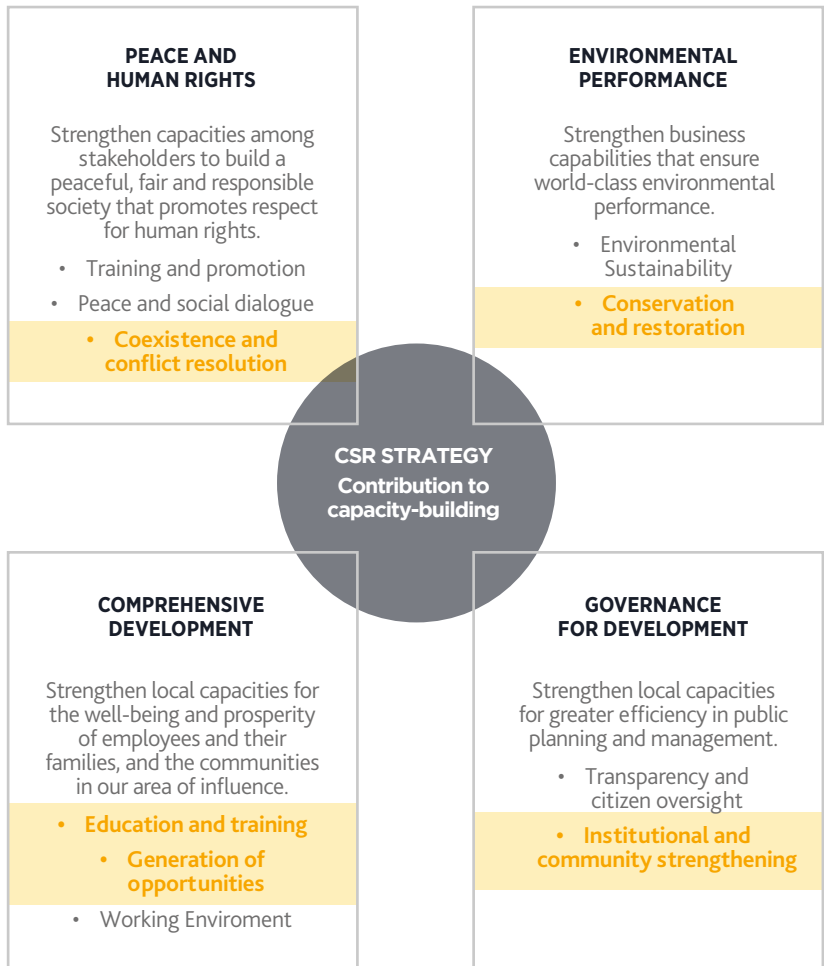 PEACE AND
HUMAN RIGHTS
Strengthen capacities among
stakeholders to build a
peaceful, fair and responsible
society that promotes respect
for human rights.
• Training and promotion
• Peace and social dialogue
• Coexistence and
conflict resolution
ENVIRONMENTAL
PERFORMANCE
Strengthen business
capabilities that ensure
world-class environmental
performance.
• Environmental
Sustainability
• Conservation
and restoration
CSR STRATEGY
Contribution to
capacity-building
COMPREHENSIVE
DEVELOPMENT
Strengthen local capacities for
the well-being and prosperity
of employees and their
families, and the communities
in our area of influence.
• Education and training
• Generation of
opportunities
• Working Enviroment
GOVERNANCE
FOR DEVELOPMENT
Strengthen local capacities
for greater efficiency in public
planning and management.
• Transparency and
citizen oversight
• Institutional and
community strengthening